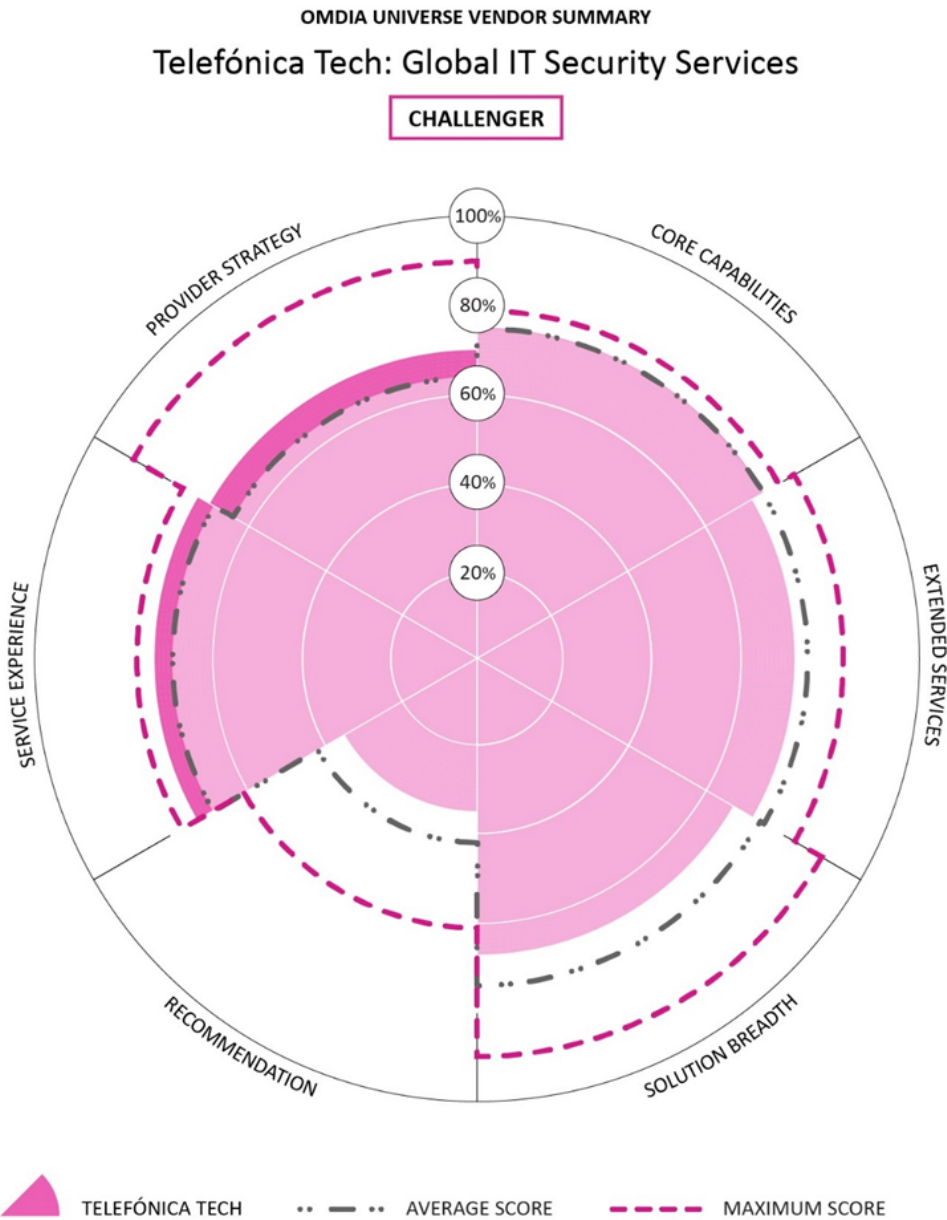 OMDIA UNIVERSE VENDOR SUMMARY
Telefónica Tech: Global IT Security Services
CHALLENGER
100%
80%
60%
40%
20%
PROVIDER STRATEGY
CORE CAPABILITIES
SERVICE EXPERIENCE
EXTENDED SERVICES
RECOMMENDATION
SOLUTION BREADTH
TELEFÓNICA TECH
AVERAGE SCORE
MAXIMUM SCORE